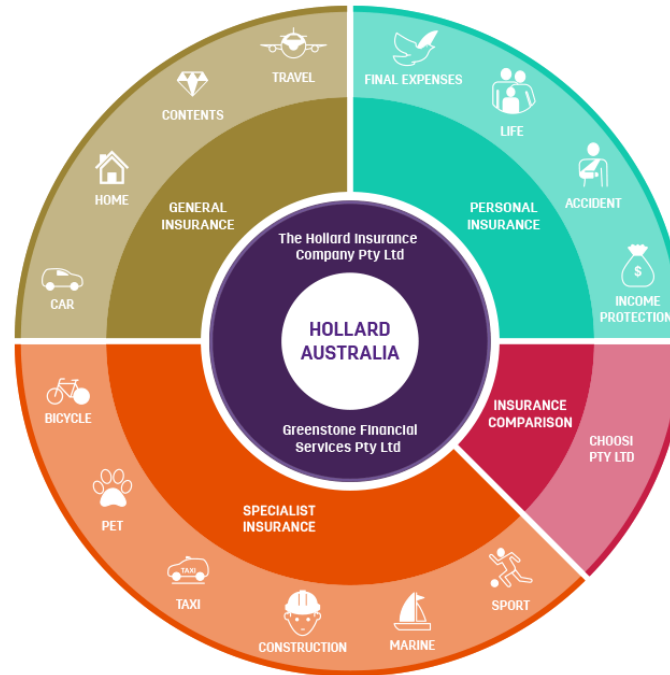 TRAVEL
CONTENTS
HOME
CAR
GENERAL
INSURANCE
FINAL EXPENSES
LIFE
ACCIDENT
$
INCOME
PROTECTION
PERSONAL
INSURANCE
The Hollard Insurance
Company Pty Ltd
HOLLARD
AUSTRALIA
Greenstone Financial
Services Pty Ltd
INSURANCE
COMPARISON
CHOOSI
PTY LTD
SPECIALIST
INSURANCE
BICYCLE
PET
TAXI
TAXI
CONSTRUCTION
MARINE
SPORT